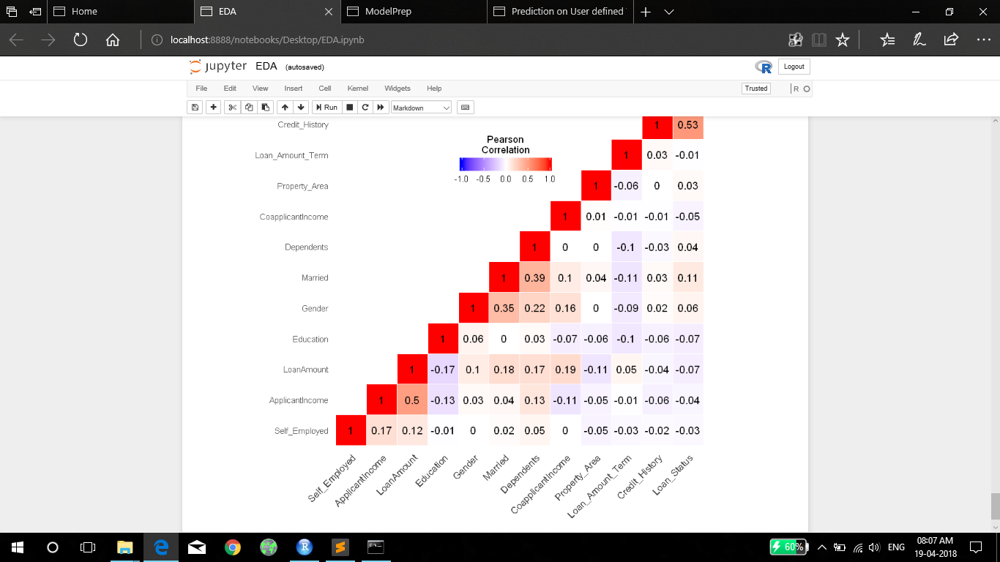 Home
EDA
ModelPrep
Prediction on User defined
localhost:8888/notebooks/Desktop/EDA.ipynb
jupyter EDA (autosaved)
R
Logout
File Edit View Insert Cell Kernel Widgets Help
Trusted
R
Run
Markdown
Credit_History 1 0.53
Pearson
Correlation
-1.0 -0.5 0.0 0.5 1.0
Loan_Amount_Term 1 0.03 -0.01
Property_Area 1 -0.06 0 0.03
CoapplicantIncome 1 0.01 -0.01 -0.01 -0.05
Dependents 1 0 0 -0.1 -0.03 0.04
Married 1 0.39 0.1 0.04 -0.11 0.03 0.11
Gender 1 0.35 0.22 0.16 0 -0.09 0.02 0.06
Education 1 0.06 0 0.03 -0.07 -0.06 -0.1 -0.06 -0.07
LoanAmount 1 -0.17 0.1 0.18 0.17 0.19 -0.11 0.05 -0.04 -0.07
ApplicantIncome 1 0.5 -0.13 0.03 0.04 0.13 -0.11 -0.05 -0.01 -0.06 -0.04
Self_Employed 1 0.17 0.12 -0.01 0 0.02 0.05 0 -0.05 -0.03 -0.02 -0.03
Self_Employed
ApplicantIncome
LoanAmount
Education
Gender
Married
Dependents
CoapplicantIncome
Property_Area
Loan_Amount_Term
Credit_History
Loan_Status
R
60%
ENG
08:07 AM
19-04-2018